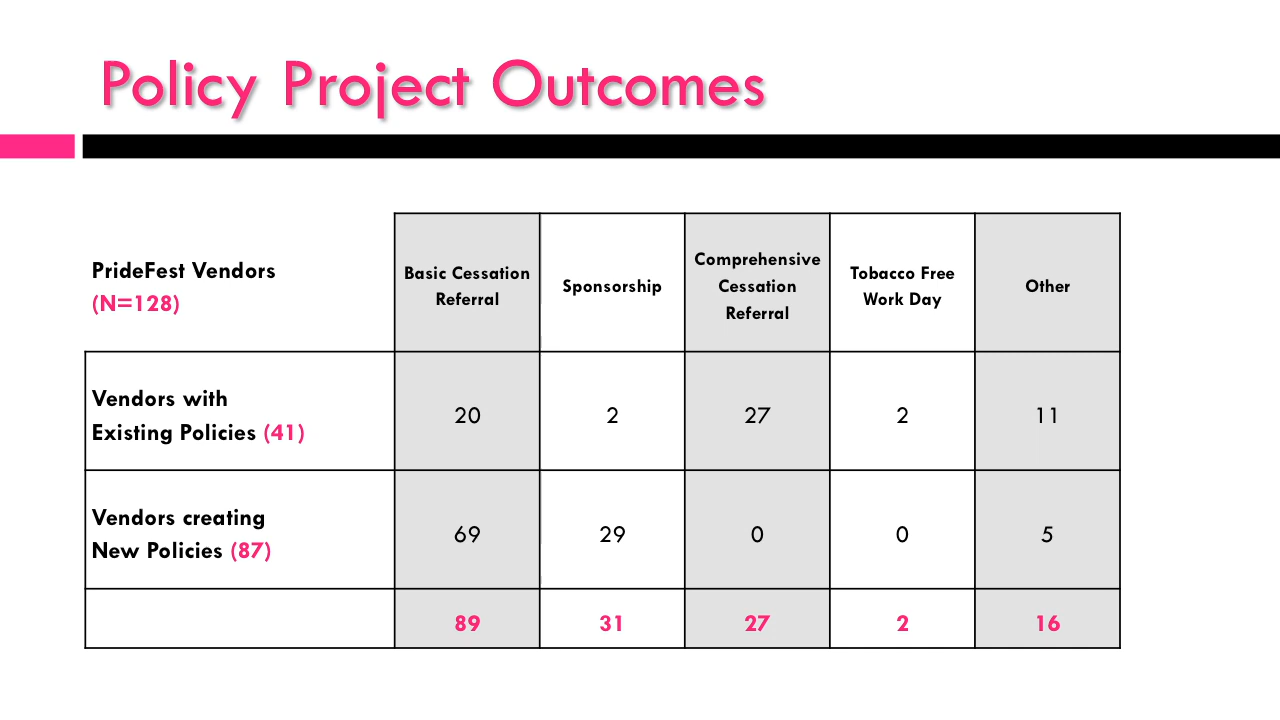 Policy Project Outcomes
PrideFest Vendors
(N=128)
Basic Cessation
Referral
Sponsorship
Comprehensive
Cessation
Referral
Tobacco Free
Work Day
Other
Vendors with
Existing Policies (41)
20
2
27
2
11
Vendors creating
New Policies (87)
69
29
0
0
5
89
31
27
2
16